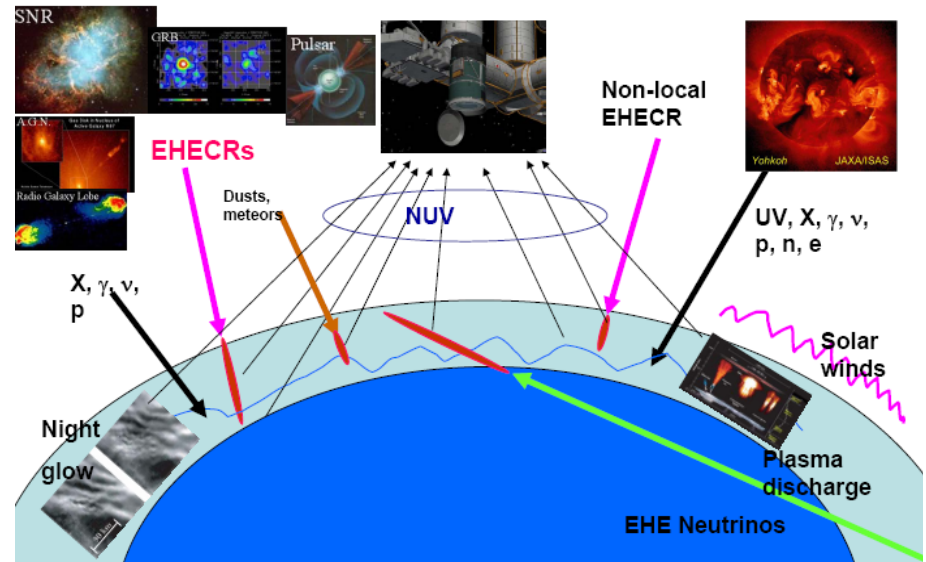 SNR
GRB
Pulsar
A.G.N.
Radio Galaxy Lobe
EHECRs
Dusts,
meteors
NUV
Non-local
EHECR
Yohkoh
JAXA/ISAS
UV, X, γ, ν,
p, n, e
X, γ, ν,
p
Solar
winds
Night
glow
Plasma
discharge
EHE Neutrinos